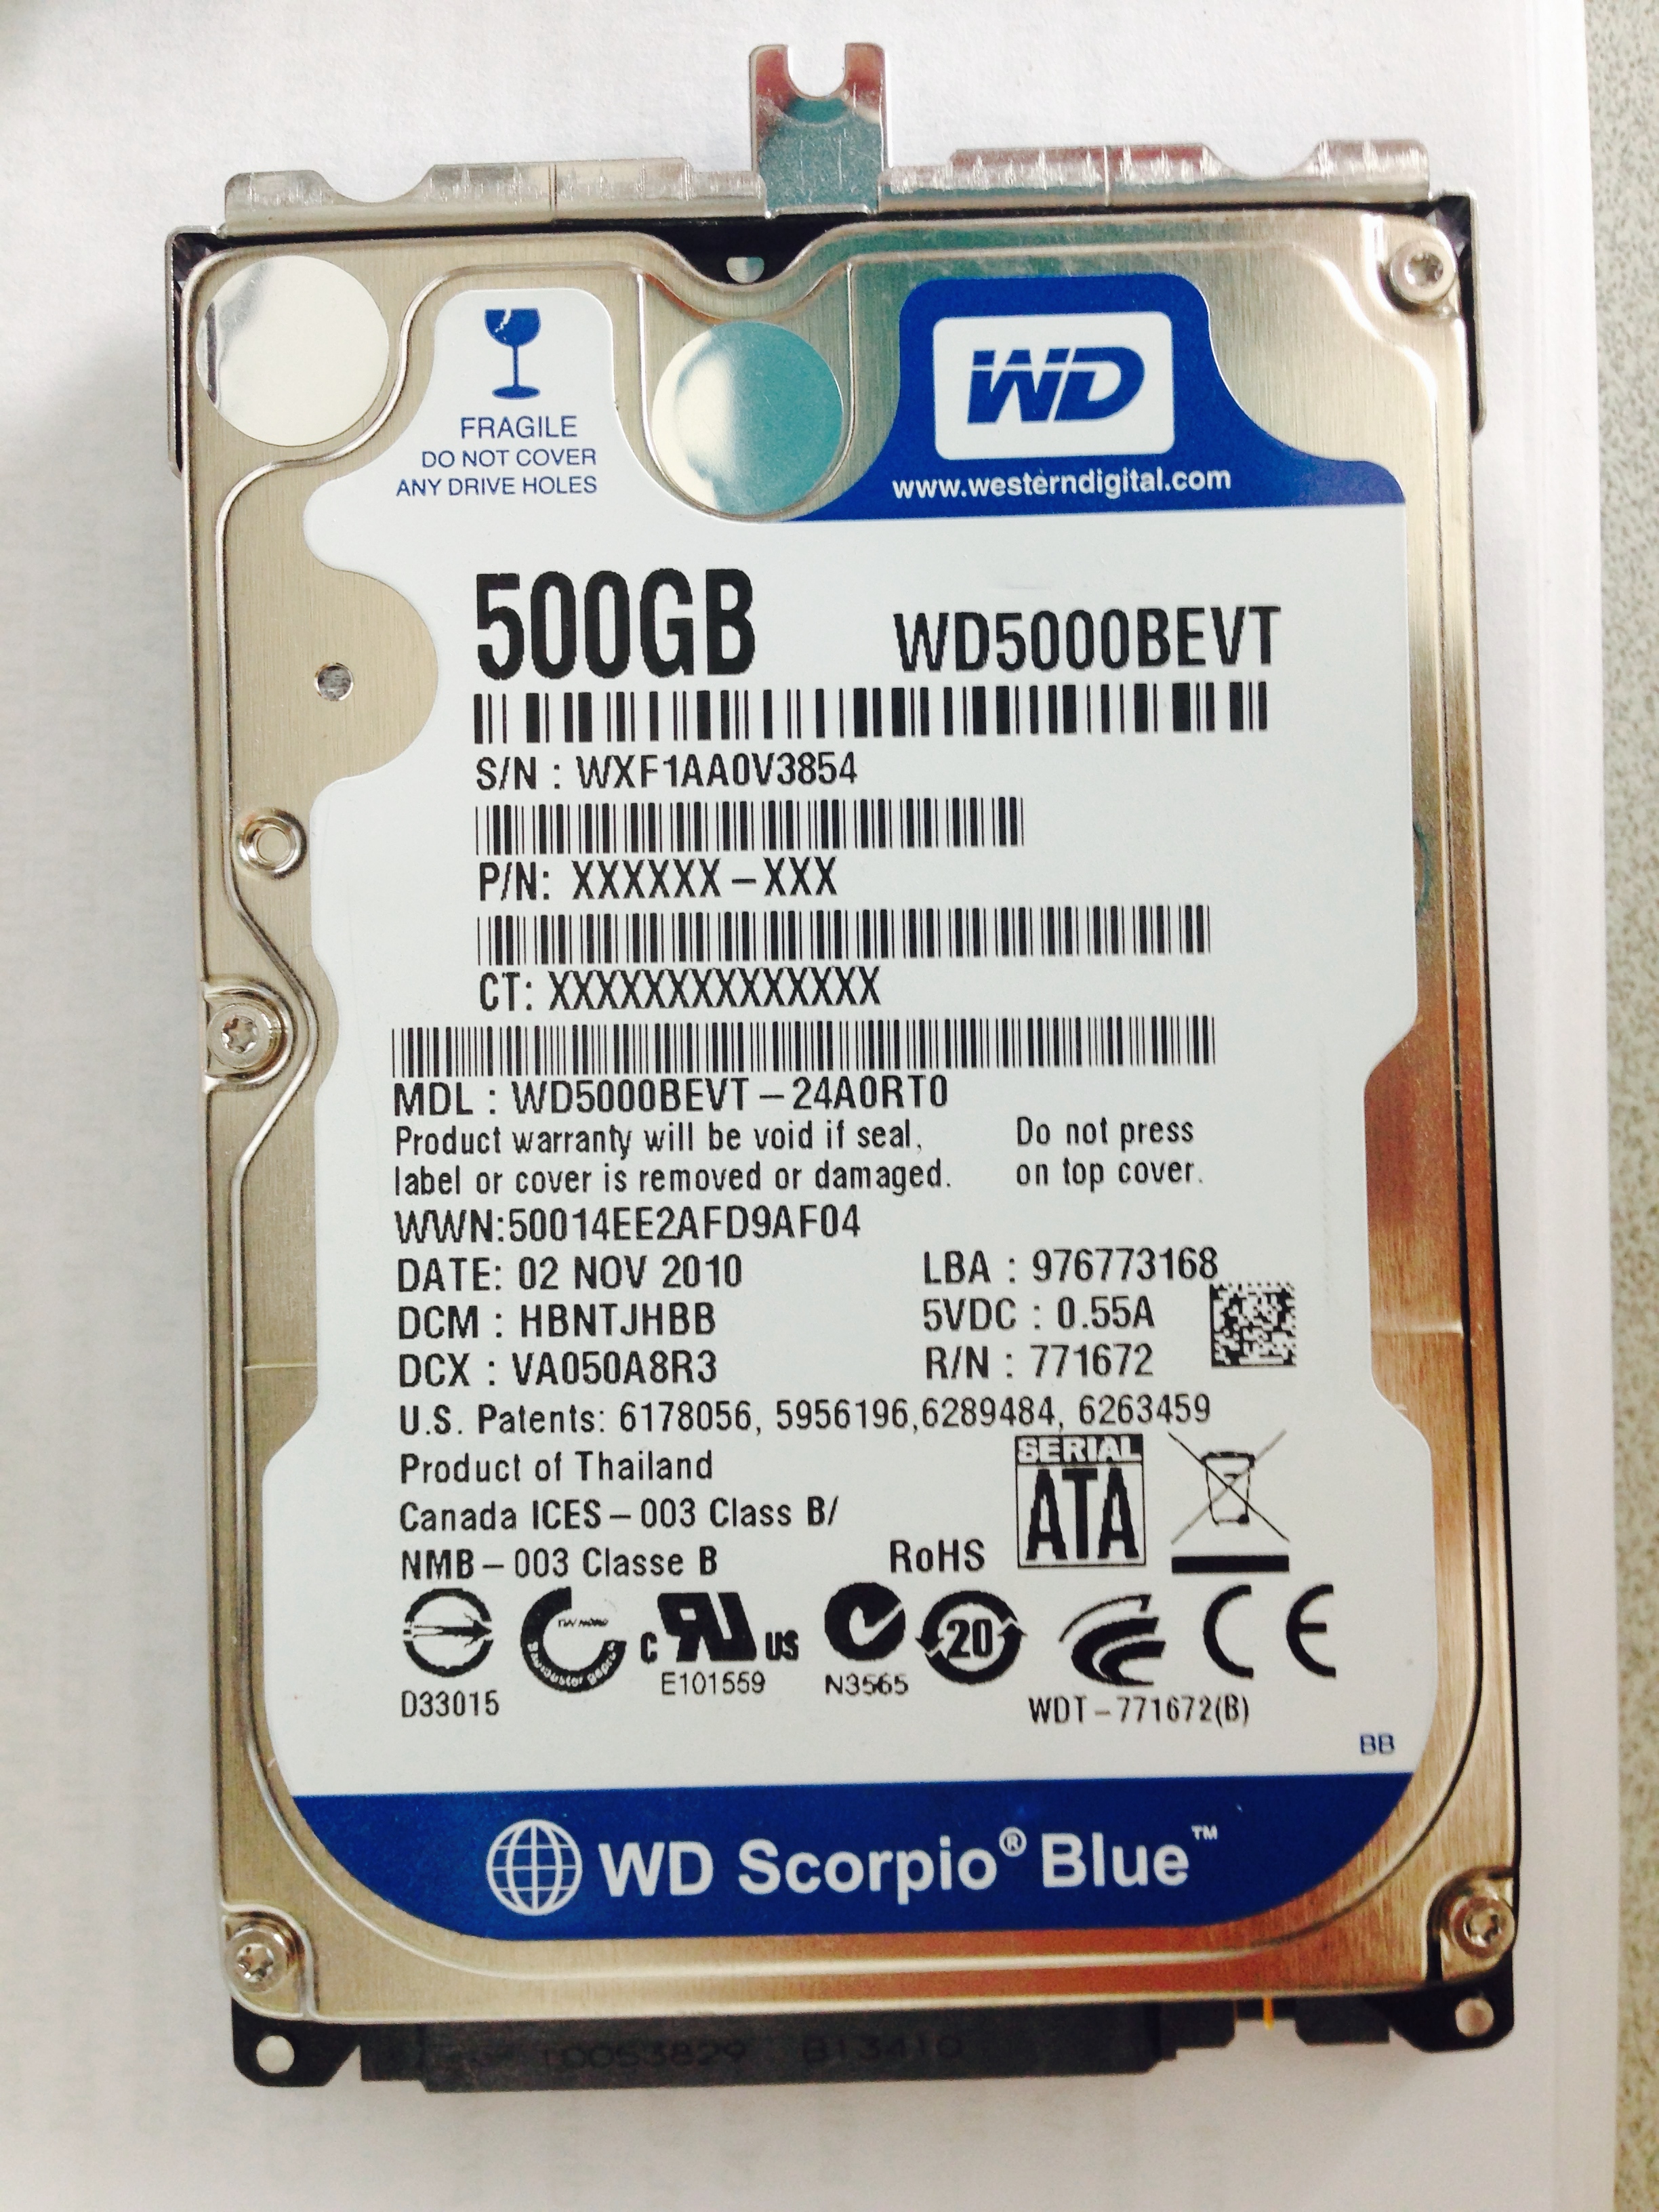 FRAGILE
DO NOT COVER
ANY DRIVE HOLES
WD
www.westerndigital.com
500GB
WD5000BEVT
S/N : WXF1AA0V3854
P/N: XXXXXX-XXX
CT: XXXXXXXXXXXXXX
MDL : WD5000BEVT-24A0RT0
Product warranty will be void if seal,
label or cover is removed or damaged.
Do not press
on top cover.
WWN:50014EE2AFD9AF04
DATE: 02 NOV 2010
LBA : 976773168
DCM : HBNTJHBB
5VDC : 0.55A
DCX : VA050A8R3
R/N : 771672
U.S. Patents: 6178056, 5956196,6289484, 6263459
Product of Thailand
Canada ICES-003 Class B/
NMB-003 Classe B
RoHS
SERIAL
ATA
D33015
c US
E101559
N3565
20
CE
WDT-771672(B)
BB
WD Scorpio® Blue™
10053829 B13410